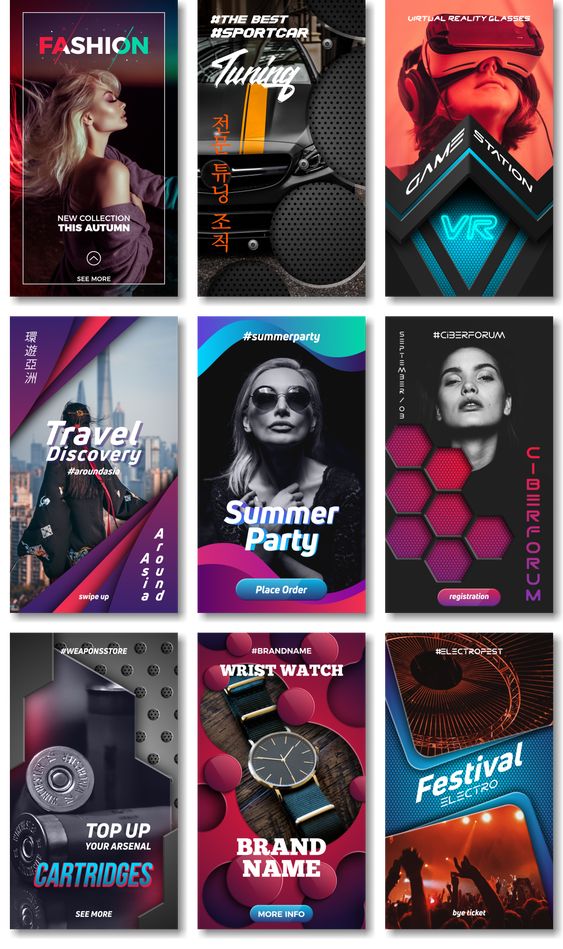 FASHION
NEW COLLECTION
THIS AUTUMN
SEE MORE
#THE BEST
#SPORTCAR
Tuning
전문 튜닝 조직
VIRTUAL REALITY GLASSES
GAME STATION
VR
環遊亞洲
Travel
Discovery
#aroundasia
Around
Asia
swipe up
#summerparty
Summer
Party
Place Order
SEPTEMBER/03
#CIBERFORUM
CIBERFORUM
registration
#WEAPONSSTORE
TOP UP
YOUR ARSENAL
CARTRIDGES
SEE MORE
#BRANDNAME
WRIST WATCH
BRAND
NAME
MORE INFO
#ELECTROFEST
Festival
ELECTRO
bye ticket